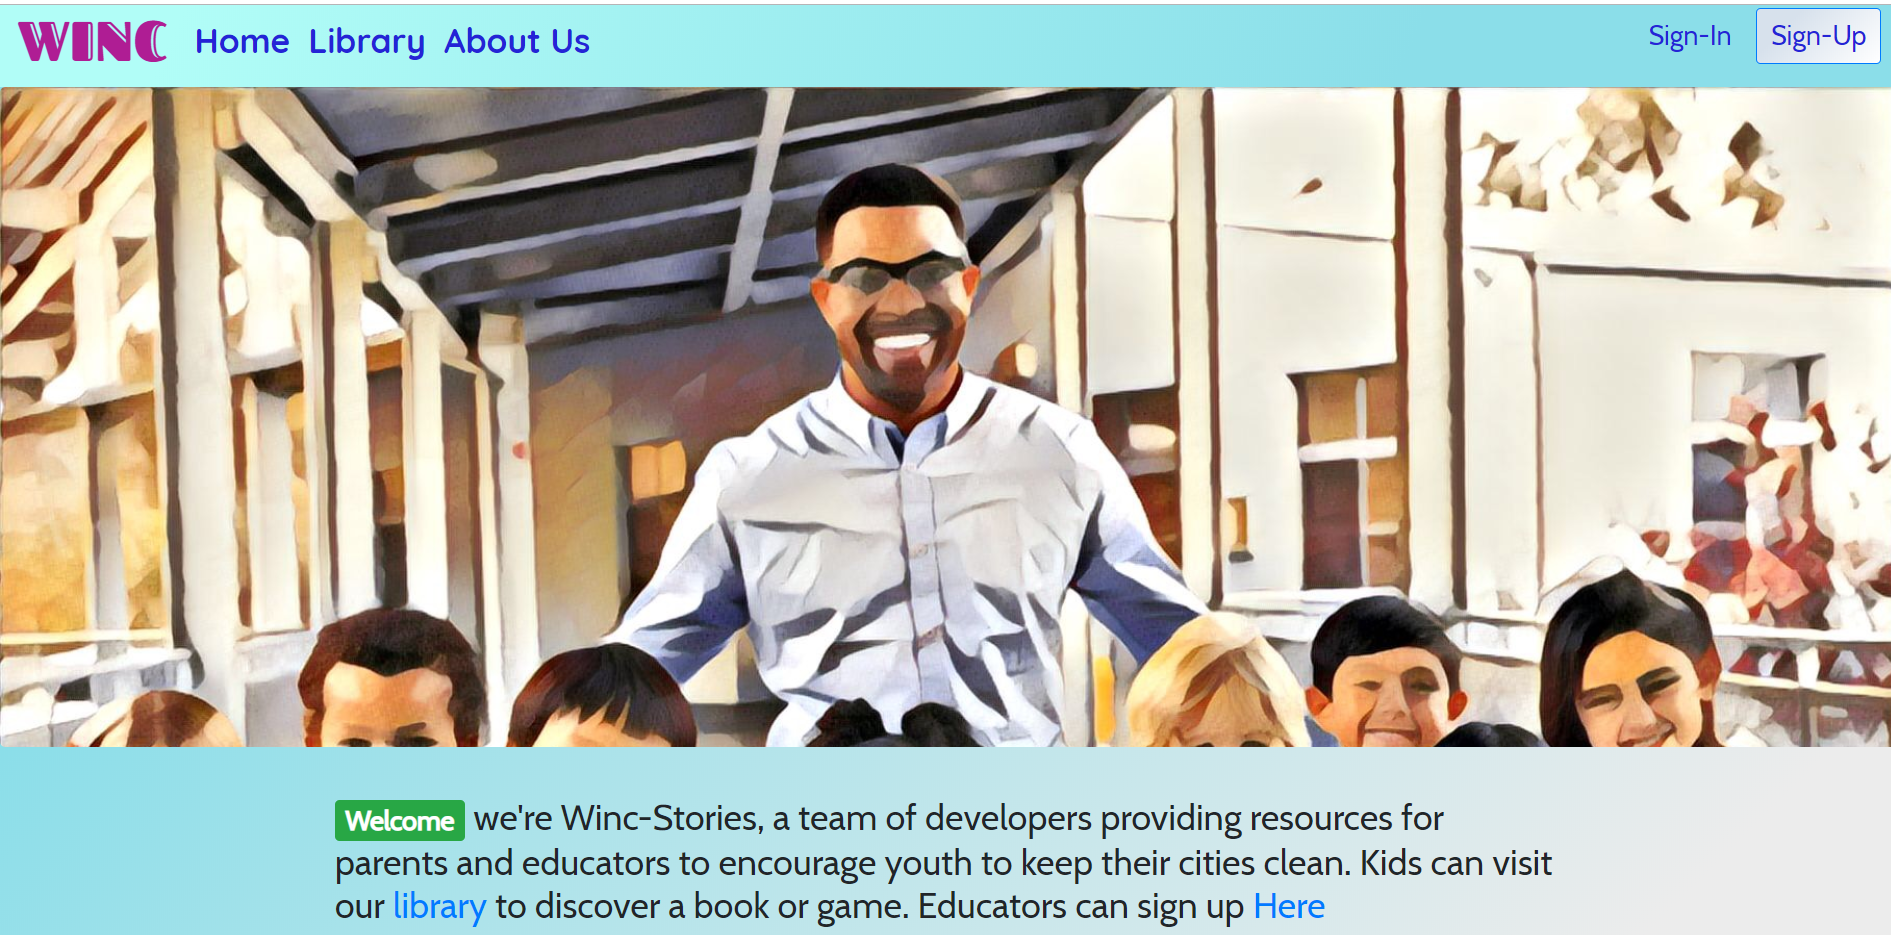 WINC Home Library About Us Sign-In Sign-Up
Welcome we're Winc-Stories, a team of developers providing resources for
parents and educators to encourage youth to keep their cities clean. Kids can visit
our library to discover a book or game. Educators can sign up Here